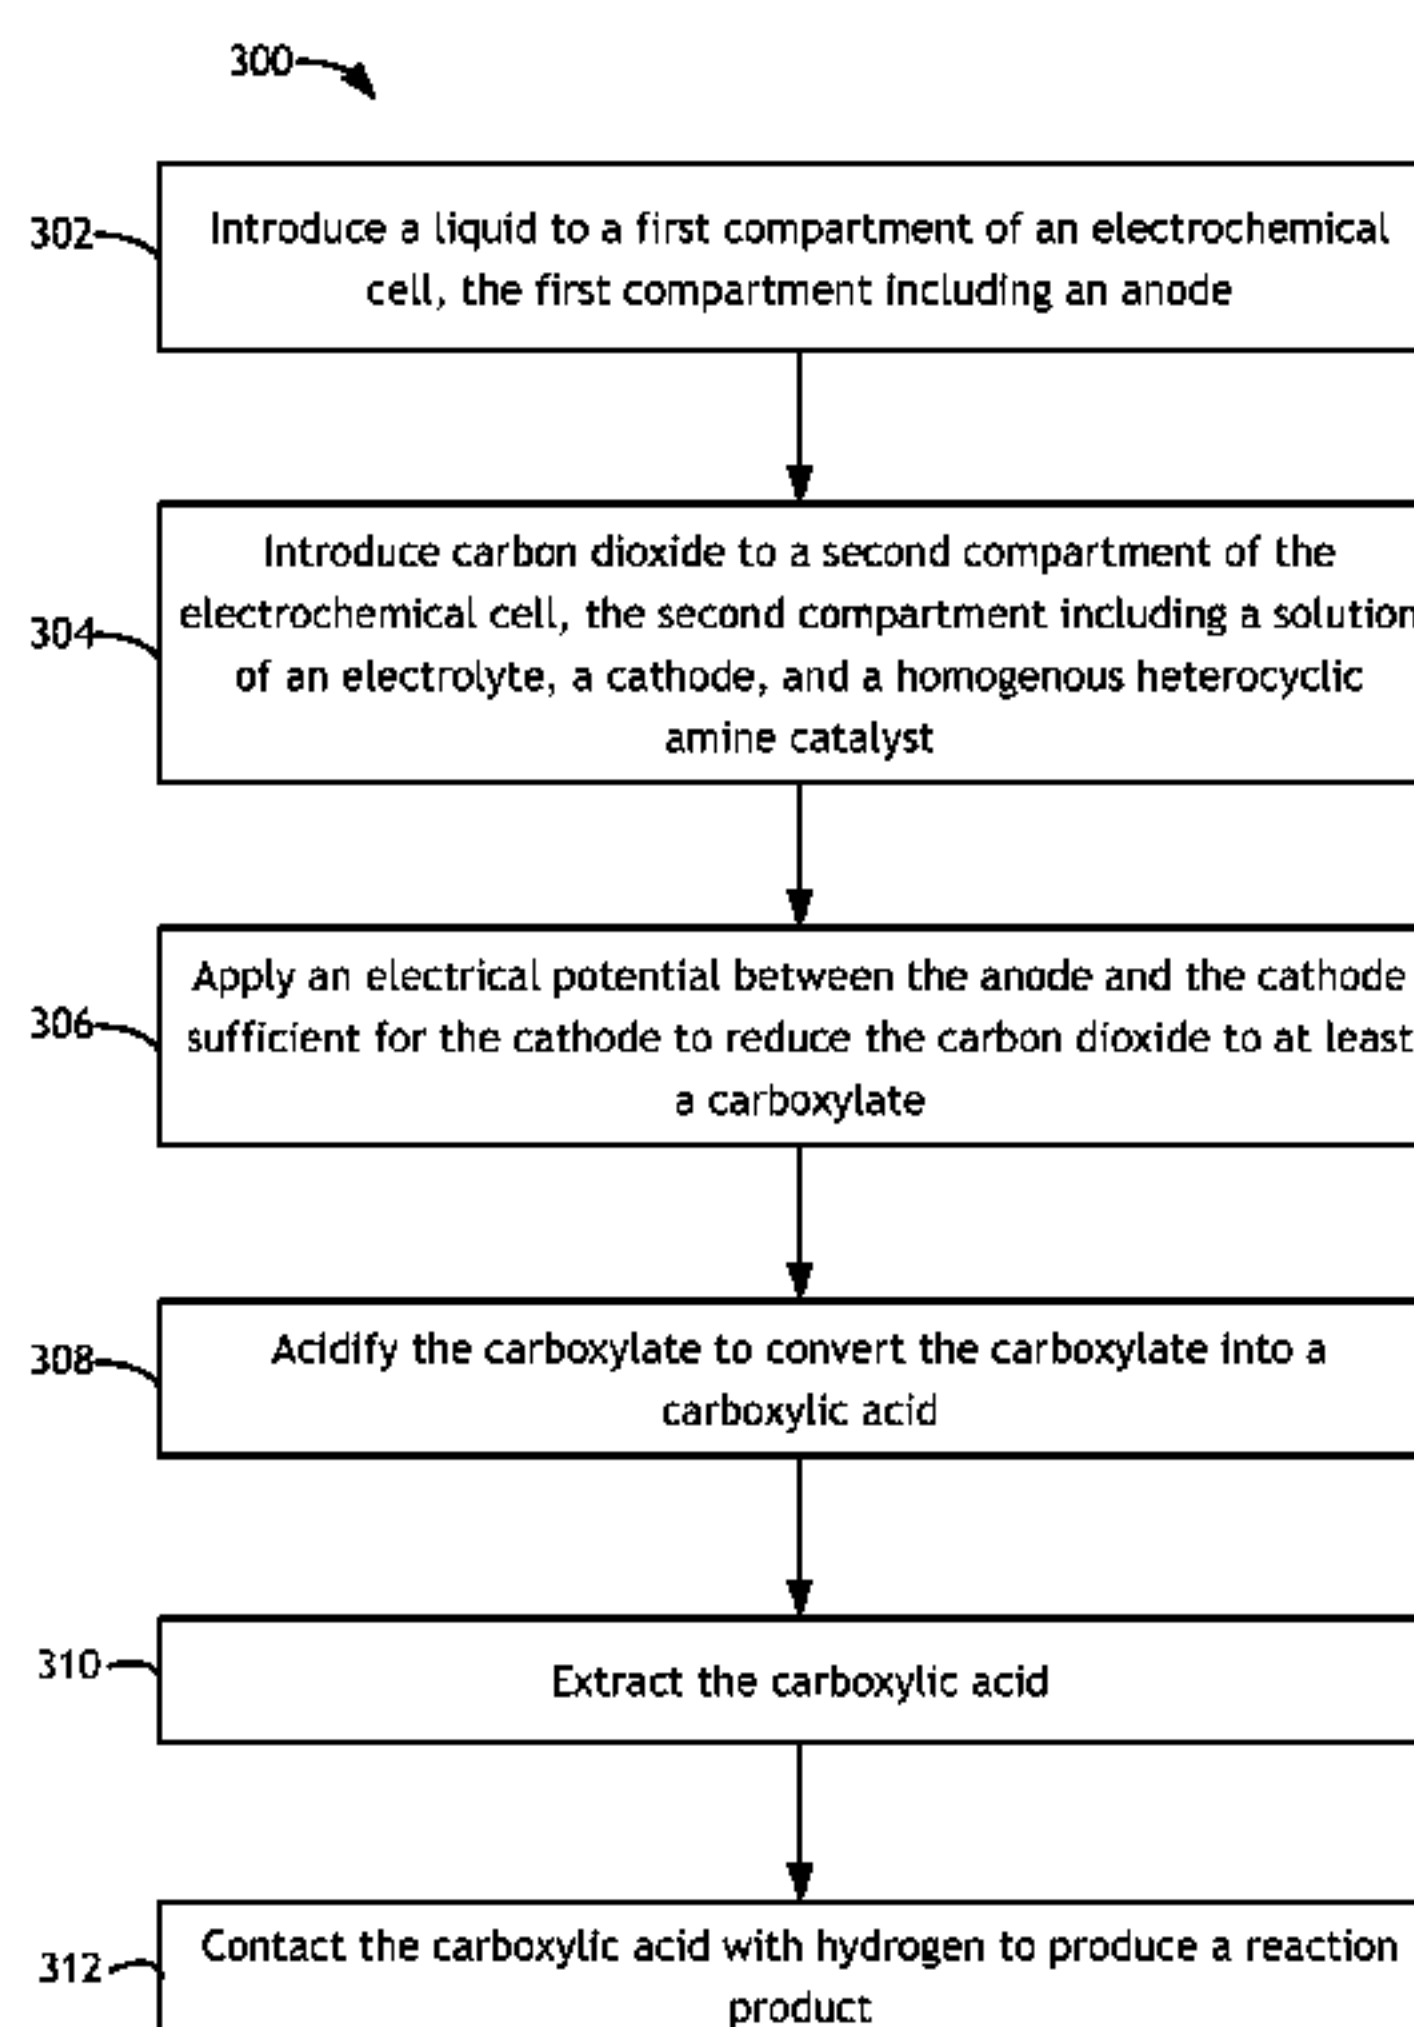 300
302
Introduce a liquid to a first compartment of an electrochemical
cell, the first compartment including an anode
304
Introduce carbon dioxide to a second compartment of the
electrochemical cell, the second compartment including a solution
of an electrolyte, a cathode, and a homogenous heterocyclic
amine catalyst
306
Apply an electrical potential between the anode and the cathode
sufficient for the cathode to reduce the carbon dioxide to at least
a carboxylate
308
Acidify the carboxylate to convert the carboxylate into a
carboxylic acid
310
Extract the carboxylic acid
312
Contact the carboxylic acid with hydrogen to produce a reaction
product